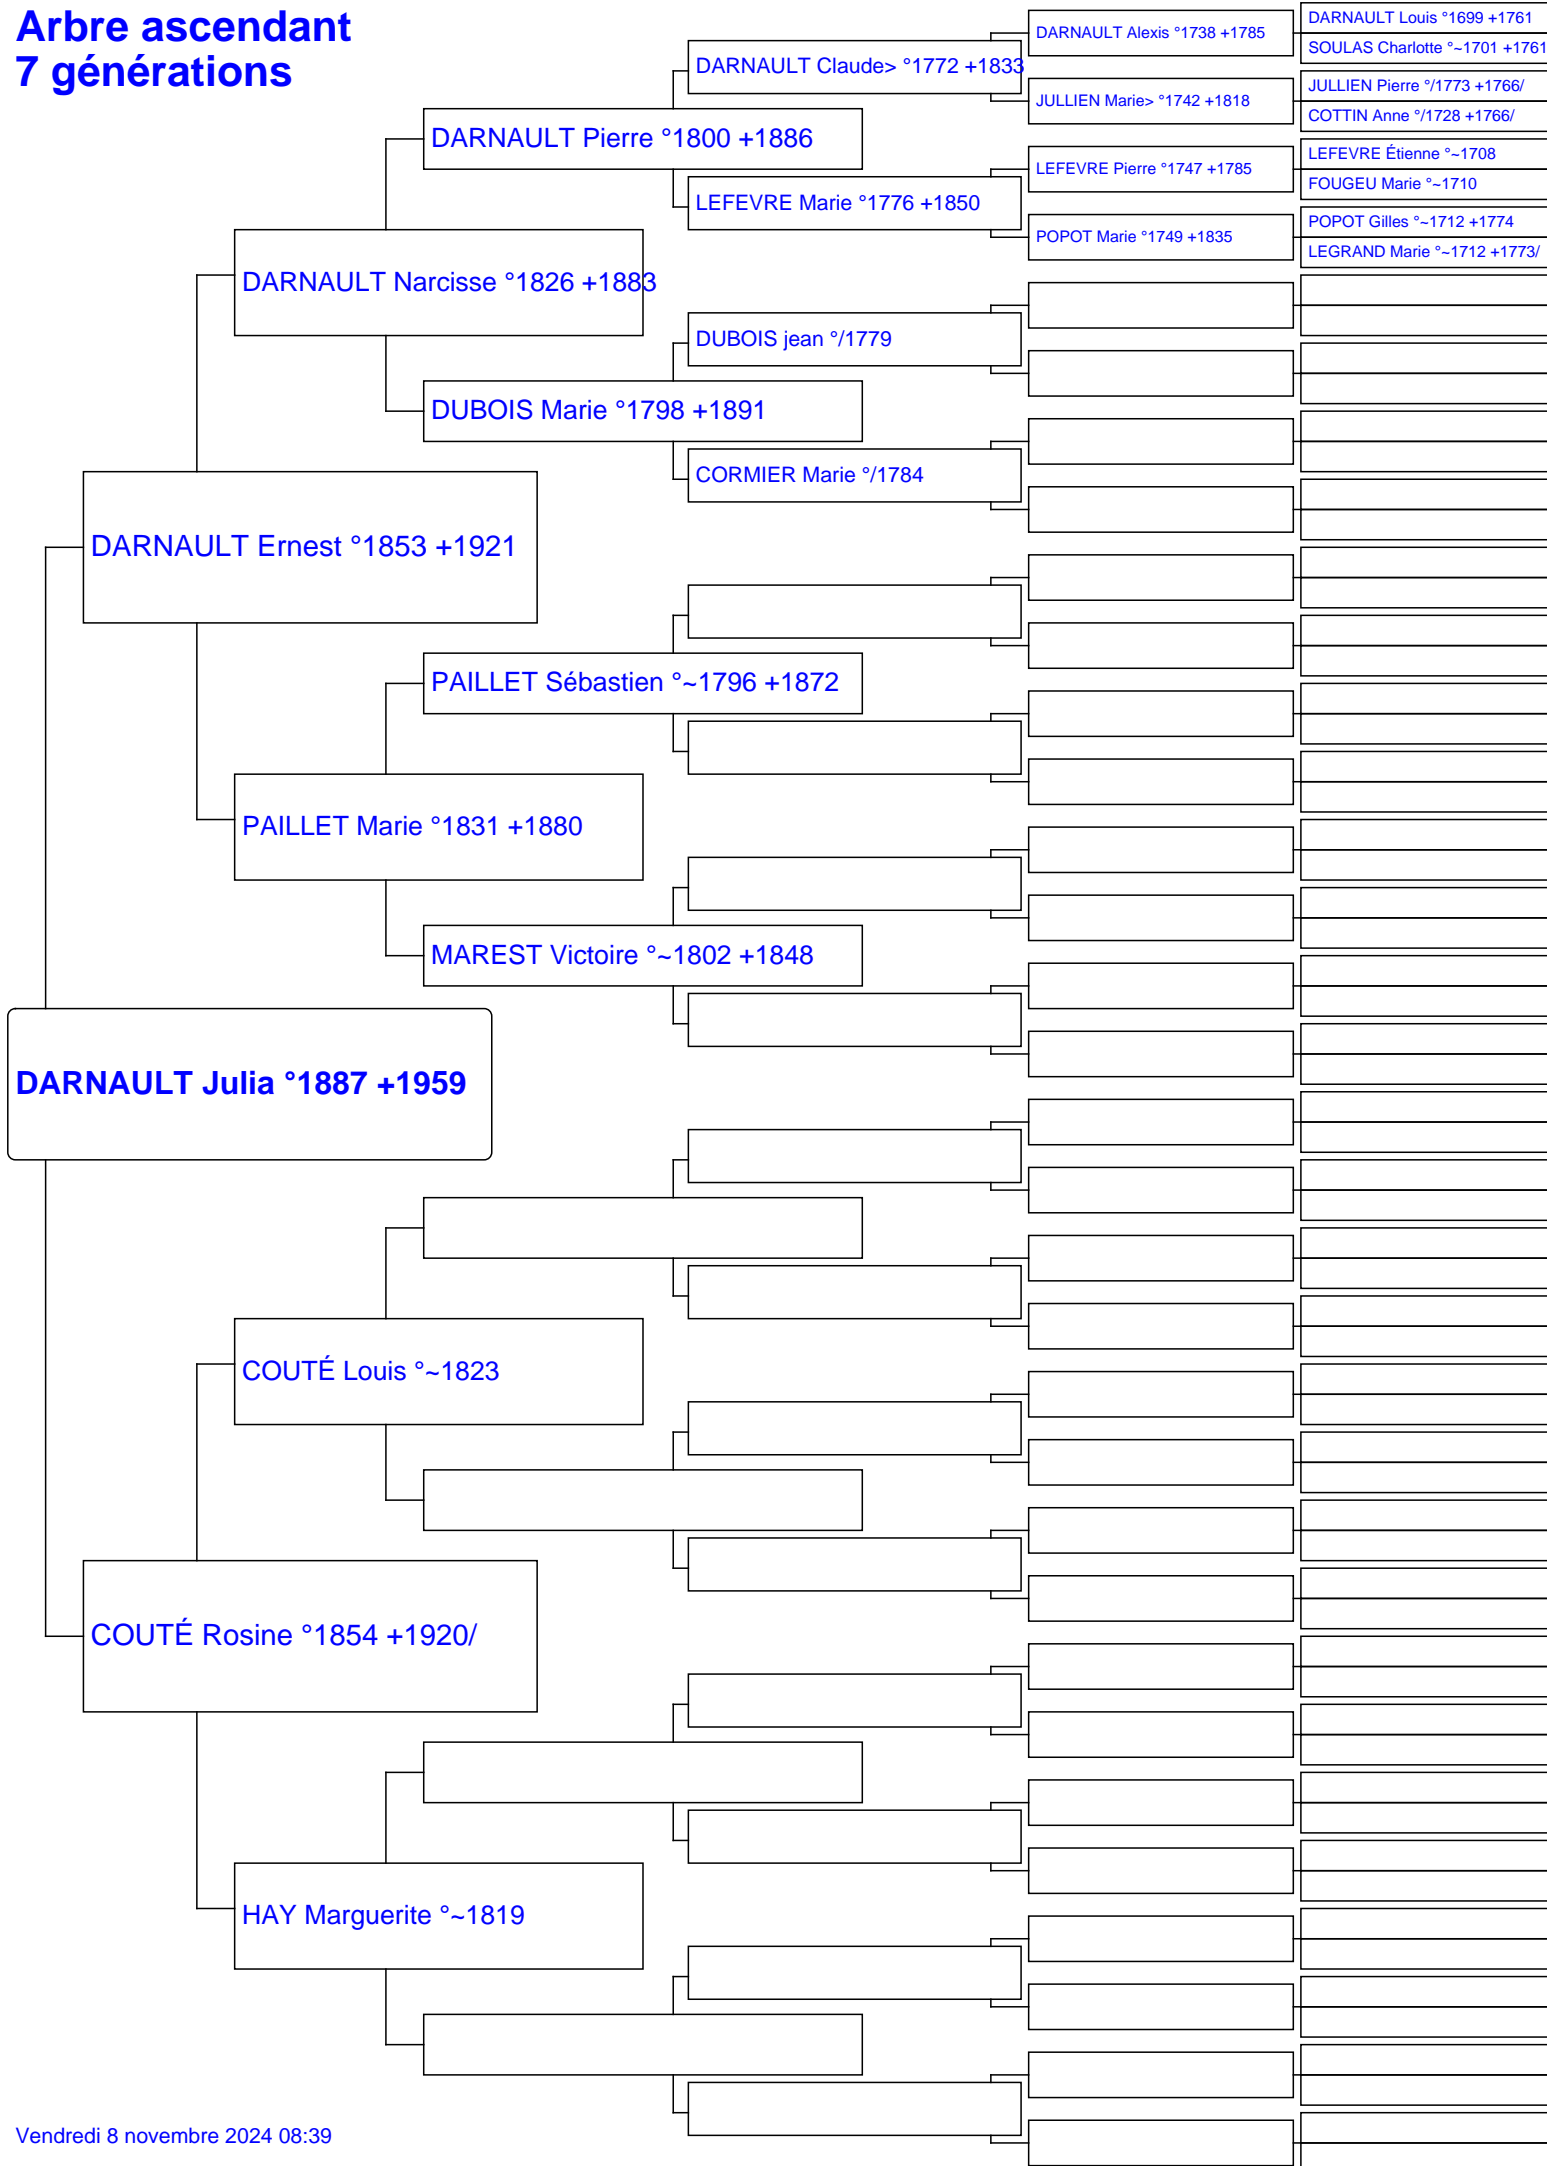 Arbre ascendant
7 générations
DARNAULT Louis °1699 +1761
DARNAULT Alexis °1738 +1785
SOULAS Charlotte °~1701 +1761
DARNAULT Claude> °1772 +1833
JULLIEN Pierre °/1773 +1766/
JULLIEN Marie> °1742 +1818
COTTIN Anne °/1728 +1766/
DARNAULT Pierre °1800 +1886
LEFEVRE Étienne °~1708
LEFEVRE Pierre °1747 +1785
FOUGEU Marie °~1710
LEFEVRE Marie °1776 +1850
POPOT Gilles °~1712 +1774
POPOT Marie °1749 +1835
LEGRAND Marie °~1712 +1773/
DARNAULT Narcisse °1826 +1883
DUBOIS jean °/1779
DUBOIS Marie °1798 +1891
CORMIER Marie °/1784
DARNAULT Ernest °1853 +1921
PAILLET Sébastien °~1796 +1872
PAILLET Marie °1831 +1880
MAREST Victoire °~1802 +1848
DARNAULT Julia °1887 +1959
COUTÉ Louis °~1823
COUTÉ Rosine °1854 +1920/
HAY Marguerite °~1819
Vendredi 8 novembre 2024 08:39